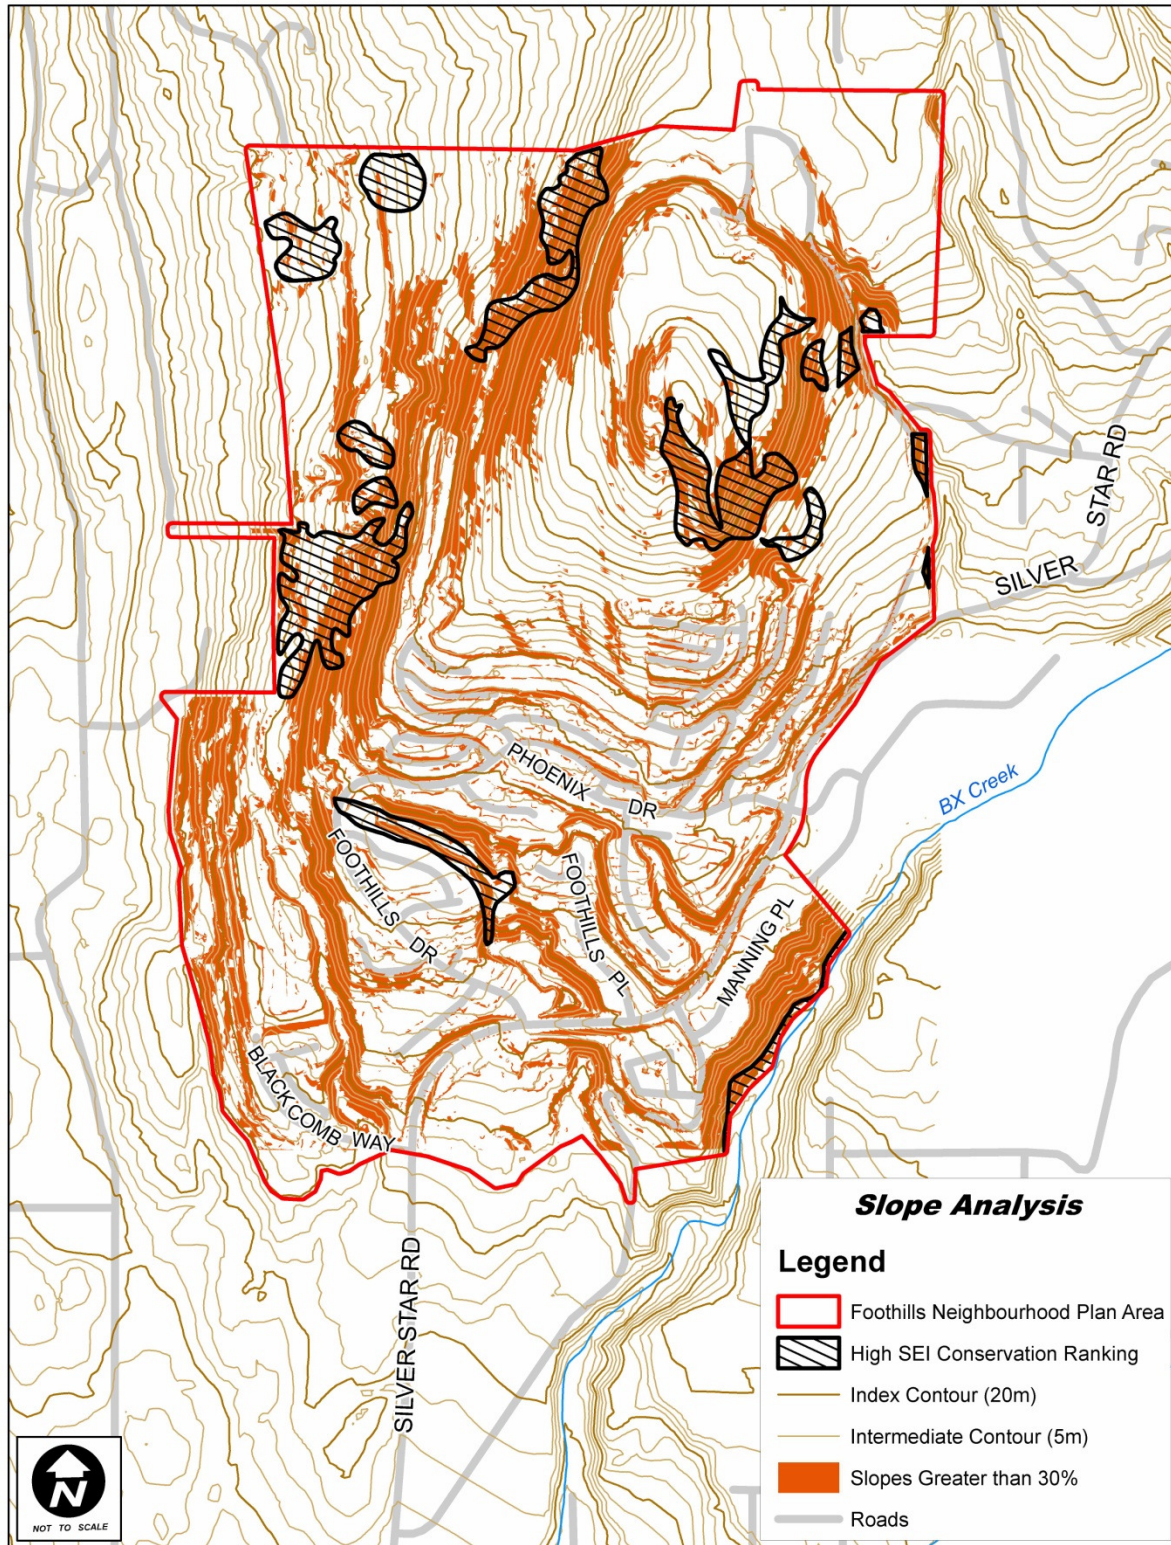 STAR RD
SILVER
BX Creek
PHOENIX DR
FOOTHILLS DR
FOOTHILLS PL
MANNING PL
BLACKCOMB WAY
SILVER STAR RD
Slope Analysis
Legend
Foothills Neighbourhood Plan Area
High SEI Conservation Ranking
Index Contour (20m)
Intermediate Contour (5m)
Slopes Greater than 30%
Roads
N
NOT TO SCALE